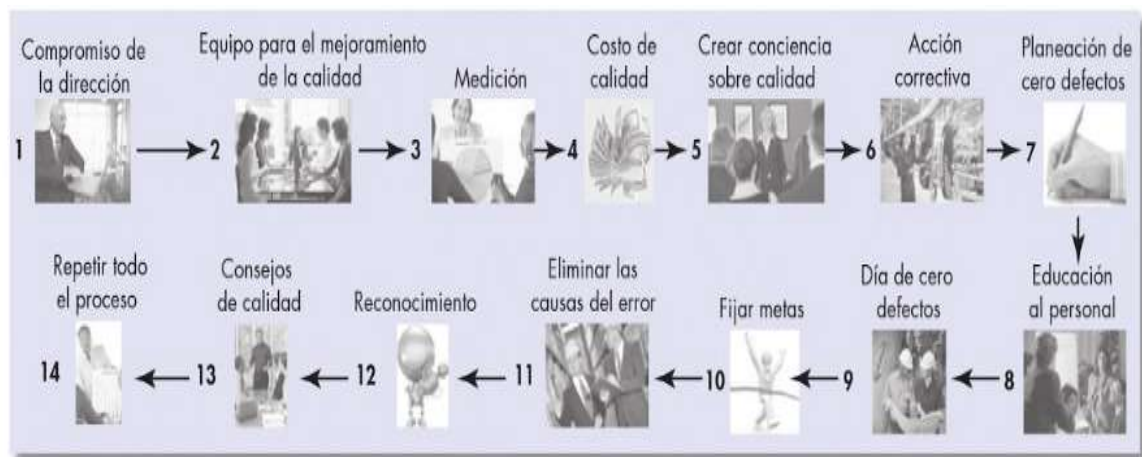 Compromiso de
la dirección
1
Equipo para el mejoramiento
de la calidad
2
Medición
3
Costo de
calidad
4
Crear conciencia
sobre calidad
5
Acción
correctiva
6
Planeación de
cero defectos
7
Educación
al personal
8
Día de cero
defectos
9
Fijar metas
10
Eliminar las
causas del error
11
Reconocimiento
12
Consejos
de calidad
13
Repetir todo
el proceso
14